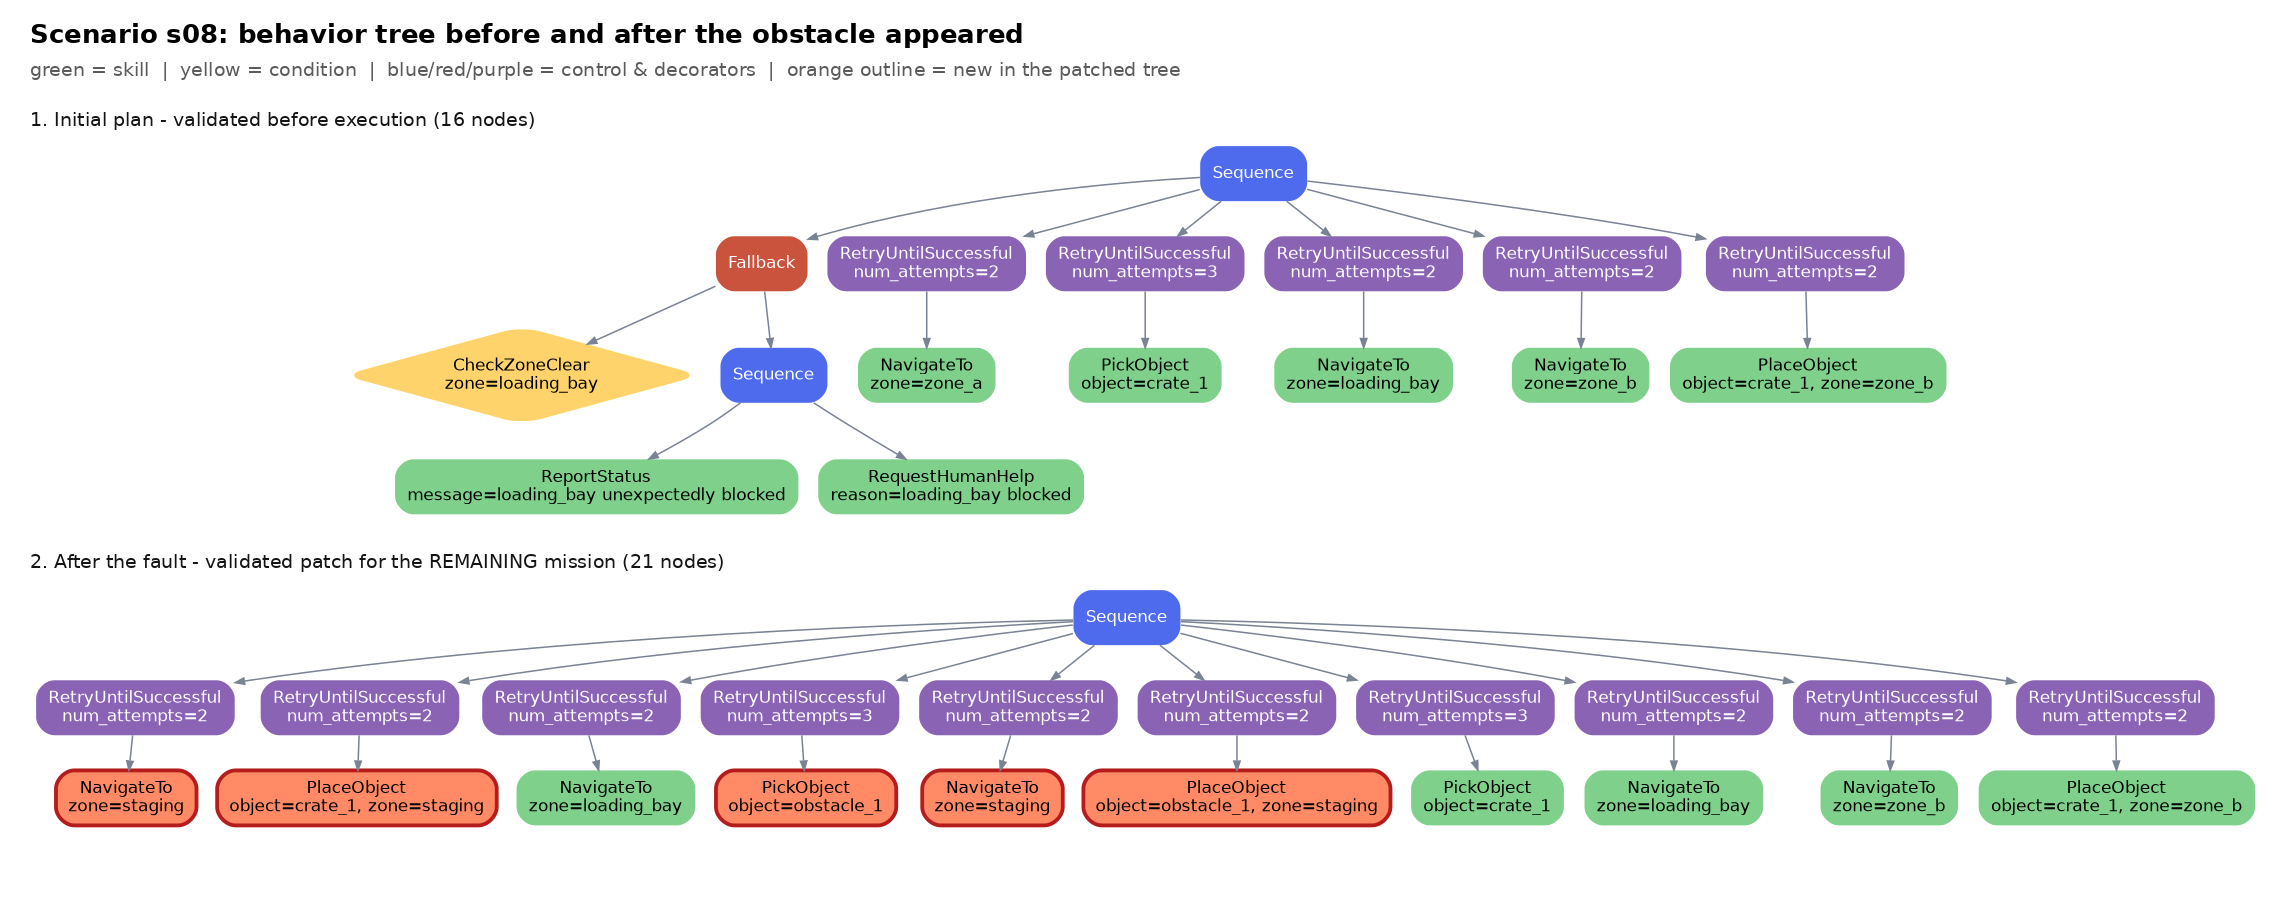 Scenario s08: behavior tree before and after the obstacle appeared
green = skill | yellow = condition | blue/red/purple = control & decorators | orange outline = new in the patched tree
1. Initial plan - validated before execution (16 nodes)
Sequence
Fallback
RetryUntilSuccessful
num_attempts=2
RetryUntilSuccessful
num_attempts=3
RetryUntilSuccessful
num_attempts=2
RetryUntilSuccessful
num_attempts=2
RetryUntilSuccessful
num_attempts=2
CheckZoneClear
zone=loading_bay
Sequence
NavigateTo
zone=zone_a
PickObject
object=crate_1
NavigateTo
zone=loading_bay
NavigateTo
zone=zone_b
PlaceObject
object=crate_1, zone=zone_b
ReportStatus
message=loading_bay unexpectedly blocked
RequestHumanHelp
reason=loading_bay blocked
2. After the fault - validated patch for the REMAINING mission (21 nodes)
Sequence
RetryUntilSuccessful
num_attempts=2
RetryUntilSuccessful
num_attempts=2
RetryUntilSuccessful
num_attempts=2
RetryUntilSuccessful
num_attempts=3
RetryUntilSuccessful
num_attempts=2
RetryUntilSuccessful
num_attempts=2
RetryUntilSuccessful
num_attempts=3
RetryUntilSuccessful
num_attempts=2
RetryUntilSuccessful
num_attempts=2
RetryUntilSuccessful
num_attempts=2
NavigateTo
zone=staging
PlaceObject
object=crate_1, zone=staging
NavigateTo
zone=loading_bay
PickObject
object=obstacle_1
NavigateTo
zone=staging
PlaceObject
object=obstacle_1, zone=staging
PickObject
object=crate_1
NavigateTo
zone=loading_bay
NavigateTo
zone=zone_b
PlaceObject
object=crate_1, zone=zone_b